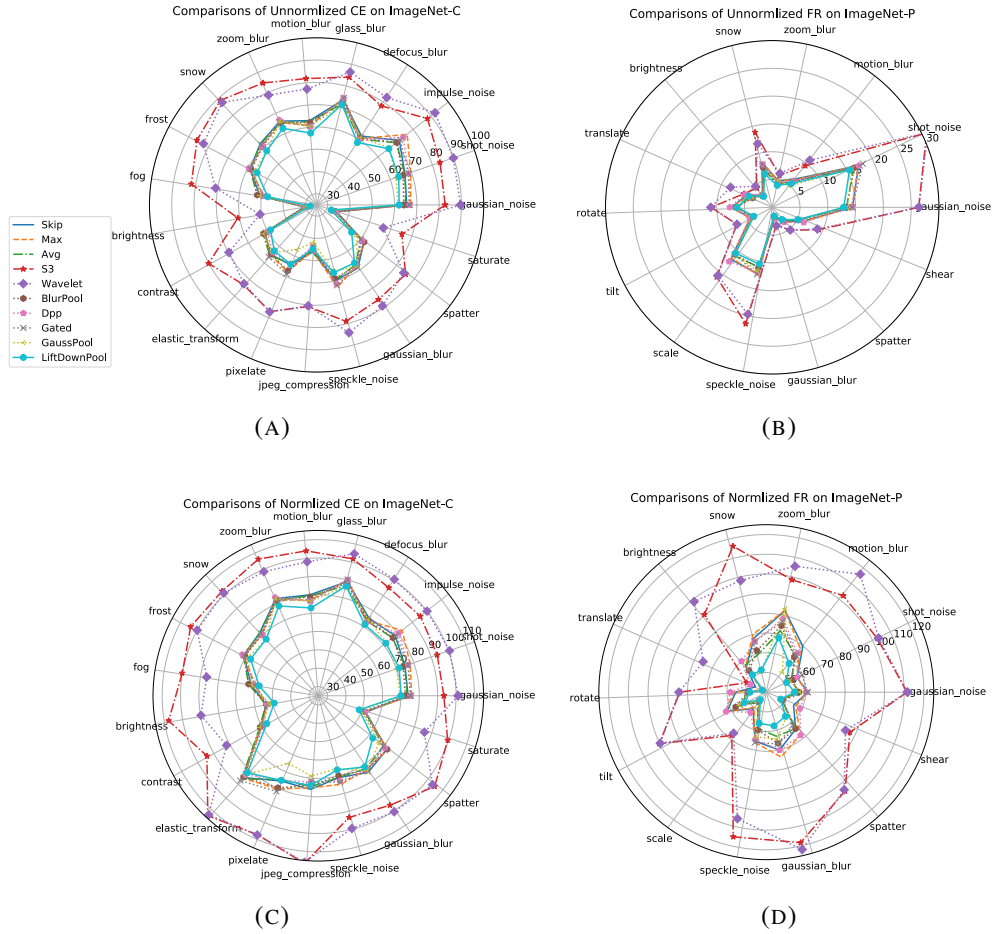 Comparisons of Unnormlized CE on ImageNet-C
motion_blur
glass_blur
zoom_blur
defocus_blur
snow
impulse_noise
frost
shot_noise
fog
gaussian_noise
brightness
saturate
contrast
spatter
elastic_transform
gaussian_blur
pixelate
speckle_noise
jpeg_compression
30 40 50 60 70 80 90 100
(A)
Comparisons of Unnormlized FR on ImageNet-P
snow
zoom_blur
brightness
motion_blur
translate
shot_noise
rotate
gaussian_noise
tilt
shear
scale
spatter
speckle_noise
gaussian_blur
5 10 15 20 25 30
(B)
Skip
Max
Avg
S3
Wavelet
BlurPool
Dpp
Gated
GaussPool
LiftDownPool
Comparisons of Normlized CE on ImageNet-C
motion_blur
glass_blur
zoom_blur
defocus_blur
snow
impulse_noise
frost
shot_noise
fog
gaussian_noise
brightness
saturate
contrast
spatter
elastic_transform
gaussian_blur
pixelate
speckle_noise
jpeg_compression
30 40 50 60 70 80 90 100 110
(C)
Comparisons of Normlized FR on ImageNet-P
snow
zoom_blur
brightness
motion_blur
translate
shot_noise
rotate
gaussian_noise
tilt
shear
scale
spatter
speckle_noise
gaussian_blur
60 70 80 90 100 110 120
(D)